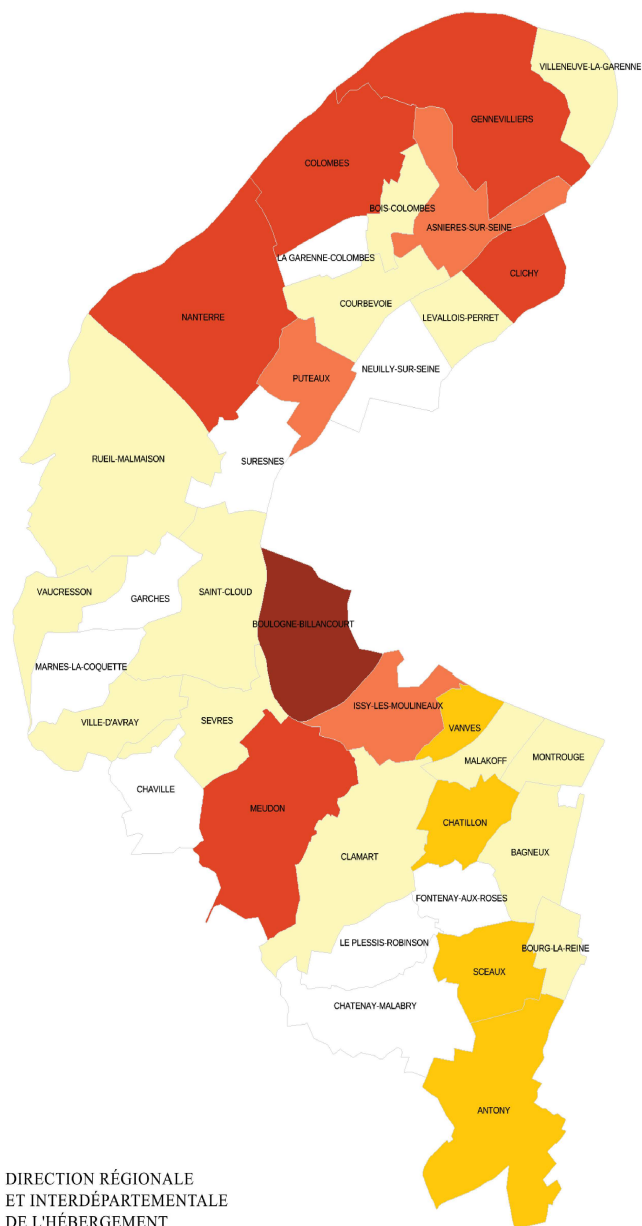 VILLENEUVE-LA-GARENNE
GENNEVILLIERS
COLOMBES
BOIS-COLOMBES
ASNIERES-SUR-SEINE
LA GARENNE-COLOMBES
CLICHY
COURBEVOIE
LEVALLOIS-PERRET
NANTERRE
NEUILLY-SUR-SEINE
PUTEAUX
RUEIL-MALMAISON
SURESNES
VAUCRESSON
GARCHES
SAINT-CLOUD
BOULOGNE-BILLANCOURT
MARNES-LA-COQUETTE
ISSY-LES-MOULINEAUX
VILLE-D'AVRAY
SEVRES
VANVES
MALAKOFF
MONTROUGE
CHAVILLE
MEUDON
CHATILLON
CLAMART
BAGNEUX
FONTENAY-AUX-ROSES
LE PLESSIS-ROBINSON
BOURG-LA-REINE
SCEAUX
CHATENAY-MALABRY
ANTONY
DIRECTION RÉGIONALE
ET INTERDÉPARTEMENTALE
DE L'HÉBERGEMENT